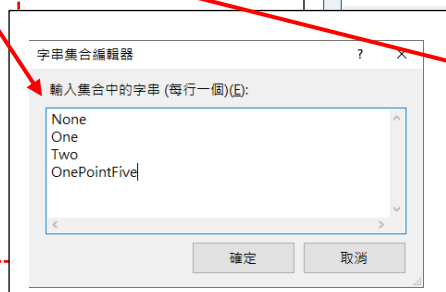 字串集合編輯器 ? ×
輸入集合中的字串 (每行一個)(E):
None
One
Two
OnePointFive
確定 取消